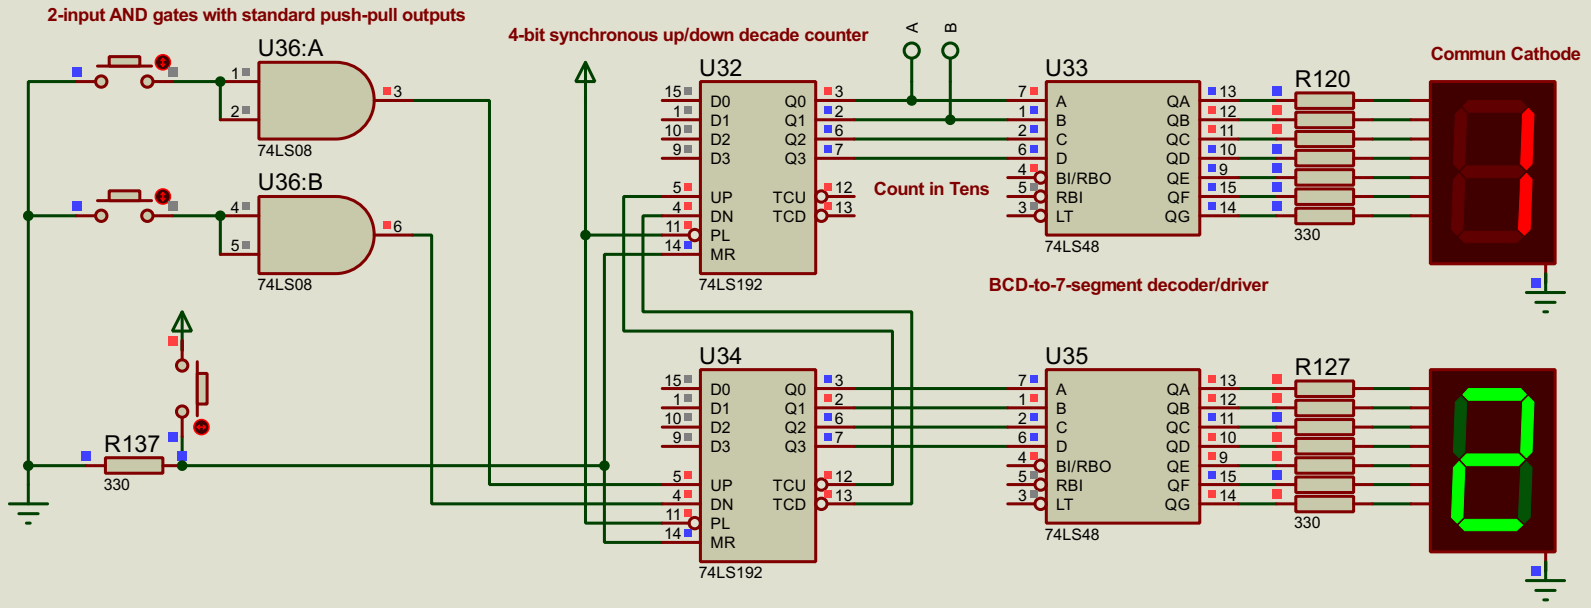 2-input AND gates with standard push-pull outputs
U36:A
1
2
3
74LS08
U36:B
4
5
6
74LS08
R137
330
4-bit synchronous up/down decade counter
U32
15 D0 Q0 3
1 D1 Q1 2
10 D2 Q2 6
9 D3 Q3 7
5 UP TCU 12
4 DN TCD 13
11 PL
14 MR
74LS192
Count in Tens
A
B
U33
7 A QA 13
1 B QB 12
2 C QC 11
6 D QD 10
4 BI/RBO QE 9
5 RBI QF 15
3 LT QG 14
74LS48
R120
330
Commun Cathode
1
BCD-to-7-segment decoder/driver
U34
15 D0 Q0 3
1 D1 Q1 2
10 D2 Q2 6
9 D3 Q3 7
5 UP TCU 12
4 DN TCD 13
11 PL
14 MR
74LS192
U35
7 A QA 13
1 B QB 12
2 C QC 11
6 D QD 10
4 BI/RBO QE 9
5 RBI QF 15
3 LT QG 14
74LS48
R127
330
2